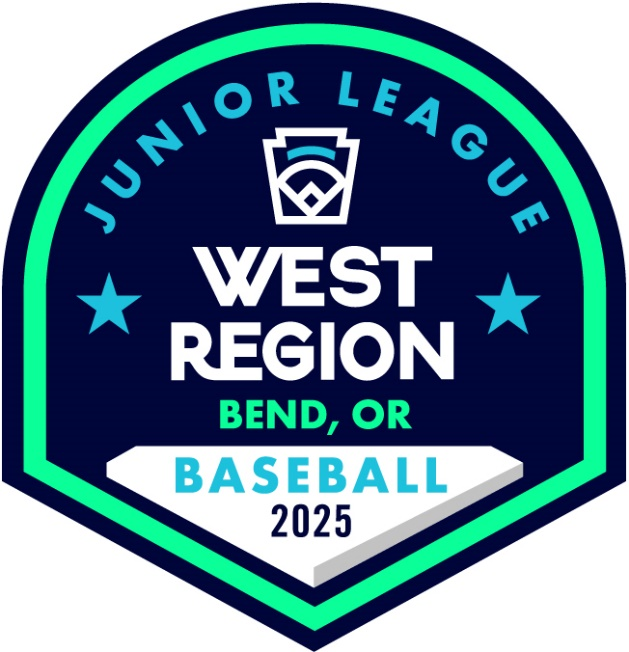 JUNIOR LEAGUE
WEST
REGION
BEND, OR
BASEBALL
2025